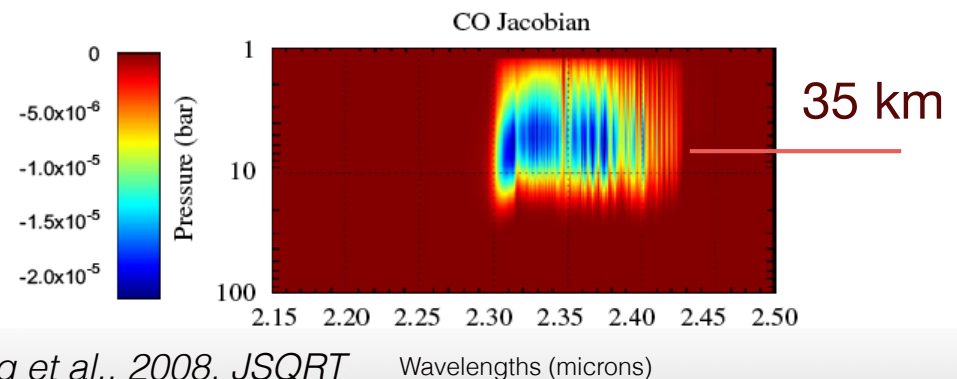 CO Jacobian
0
-5.0x10-6
-1.0x10-5
-1.5x10-5
-2.0x10-5
Pressure (bar)
1
10
100
35 km
2.15 2.20 2.25 2.30 2.35 2.40 2.45 2.50
et al., 2008, JSQRT
Wavelengths (microns)